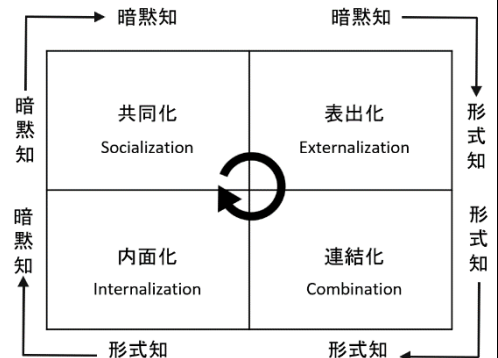 暗黙知
暗黙知
暗黙知
形式知
共同化
Socialization
表出化
Externalization
暗黙知
形式知
内面化
Internalization
連結化
Combination
形式知
形式知